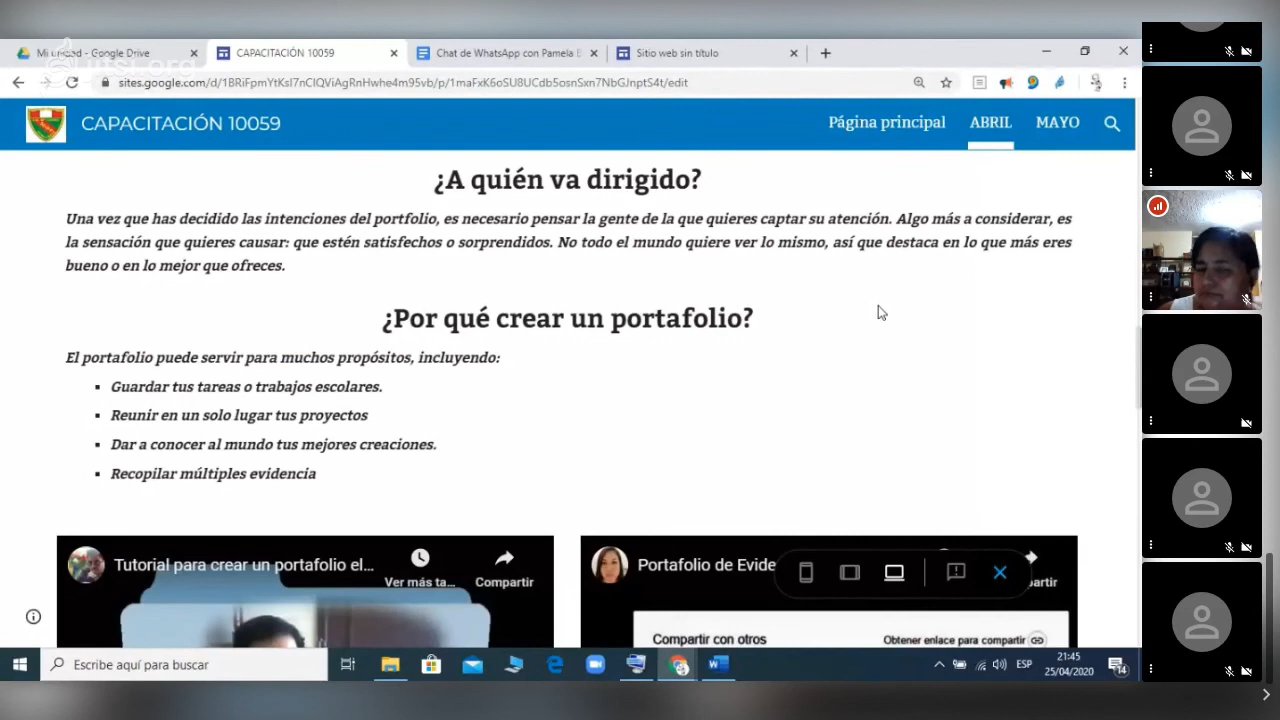 Mi unidad - Google Drive
CAPACITACIÓN 10059
Chat de WhatsApp con Pamela B
Sitio web sin título
jitsi.org
sites.google.com/d/1BRiFpmYtKsI7nCIQViAgRnHwhe4m95vb/p/1maFxK6oSU8UCdb5osnSxn7NbGJnptS4t/edit
CAPACITACIÓN 10059
Página principal
ABRIL
MAYO
¿A quién va dirigido?
Una vez que has decidido las intenciones del portfolio, es necesario pensar la gente de la que quieres captar su atención. Algo más a considerar, es
la sensación que quieres causar: que estén satisfechos o sorprendidos. No todo el mundo quiere ver lo mismo, así que destaca en lo que más eres
bueno o en lo mejor que ofreces.
¿Por qué crear un portafolio?
El portafolio puede servir para muchos propósitos, incluyendo:
▪ Guardar tus tareas o trabajos escolares.
▪ Reunir en un solo lugar tus proyectos
▪ Dar a conocer al mundo tus mejores creaciones.
▪ Recopilar múltiples evidencia
Tutorial para crear un portafolio el...
Ver más ta...
Compartir
Portafolio de Evide
artir
Compartir con otros
Obtener enlace para compartir
Escribe aquí para buscar
ESP
21:45
25/04/2020
14